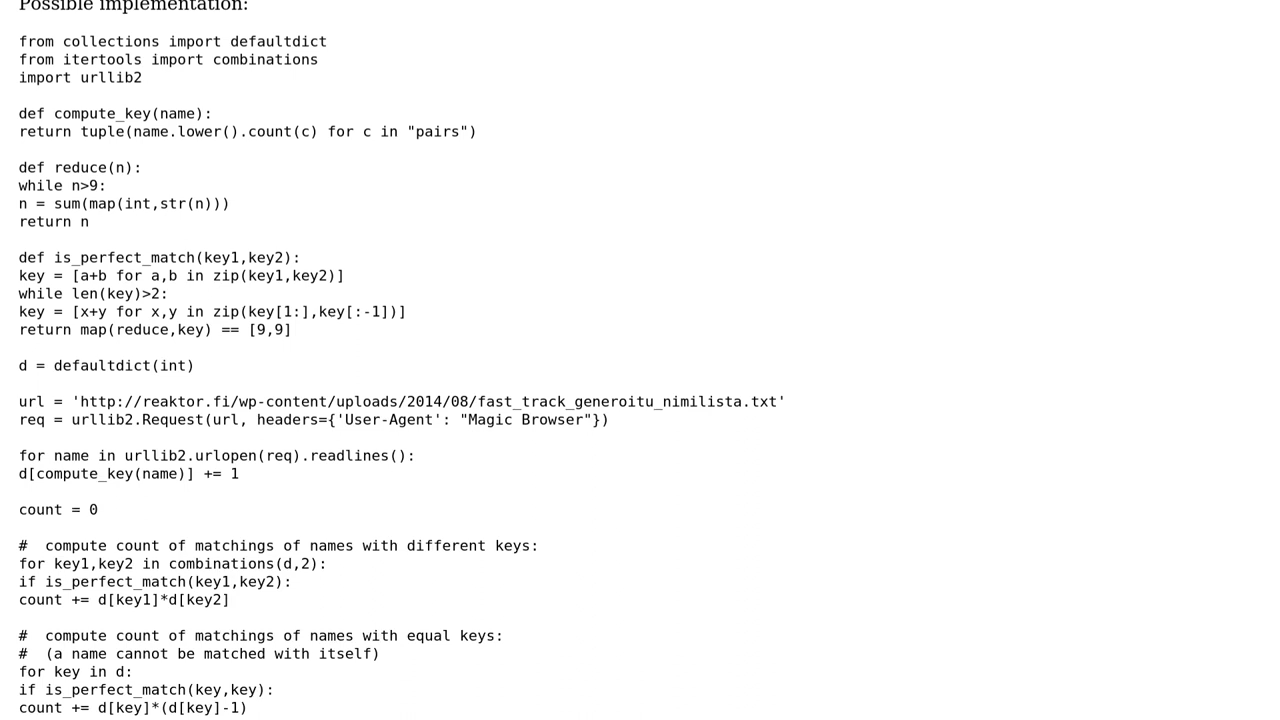 Possible implementation:
from collections import defaultdict
from itertools import combinations
import urllib2
def compute_key(name):
return tuple(name.lower().count(c) for c in "pairs")
def reduce(n):
while n>9:
n = sum(map(int,str(n)))
return n
def is_perfect_match(key1,key2):
key = [a+b for a,b in zip(key1,key2)]
while len(key)>2:
key = [x+y for x,y in zip(key[1:],key[:-1])]
return map(reduce,key) == [9,9]
d = defaultdict(int)
url = 'http://reaktor.fi/wp-content/uploads/2014/08/fast_track_generoitu_nimilista.txt'
req = urllib2.Request(url, headers={'User-Agent': "Magic Browser"})
for name in urllib2.urlopen(req).readlines():
d[compute_key(name)] += 1
count = 0
#  compute count of matchings of names with different keys:
for key1,key2 in combinations(d,2):
if is_perfect_match(key1,key2):
count += d[key1]*d[key2]
#  compute count of matchings of names with equal keys:
#  (a name cannot be matched with itself)
for key in d:
if is_perfect_match(key,key):
count += d[key]*(d[key]-1)